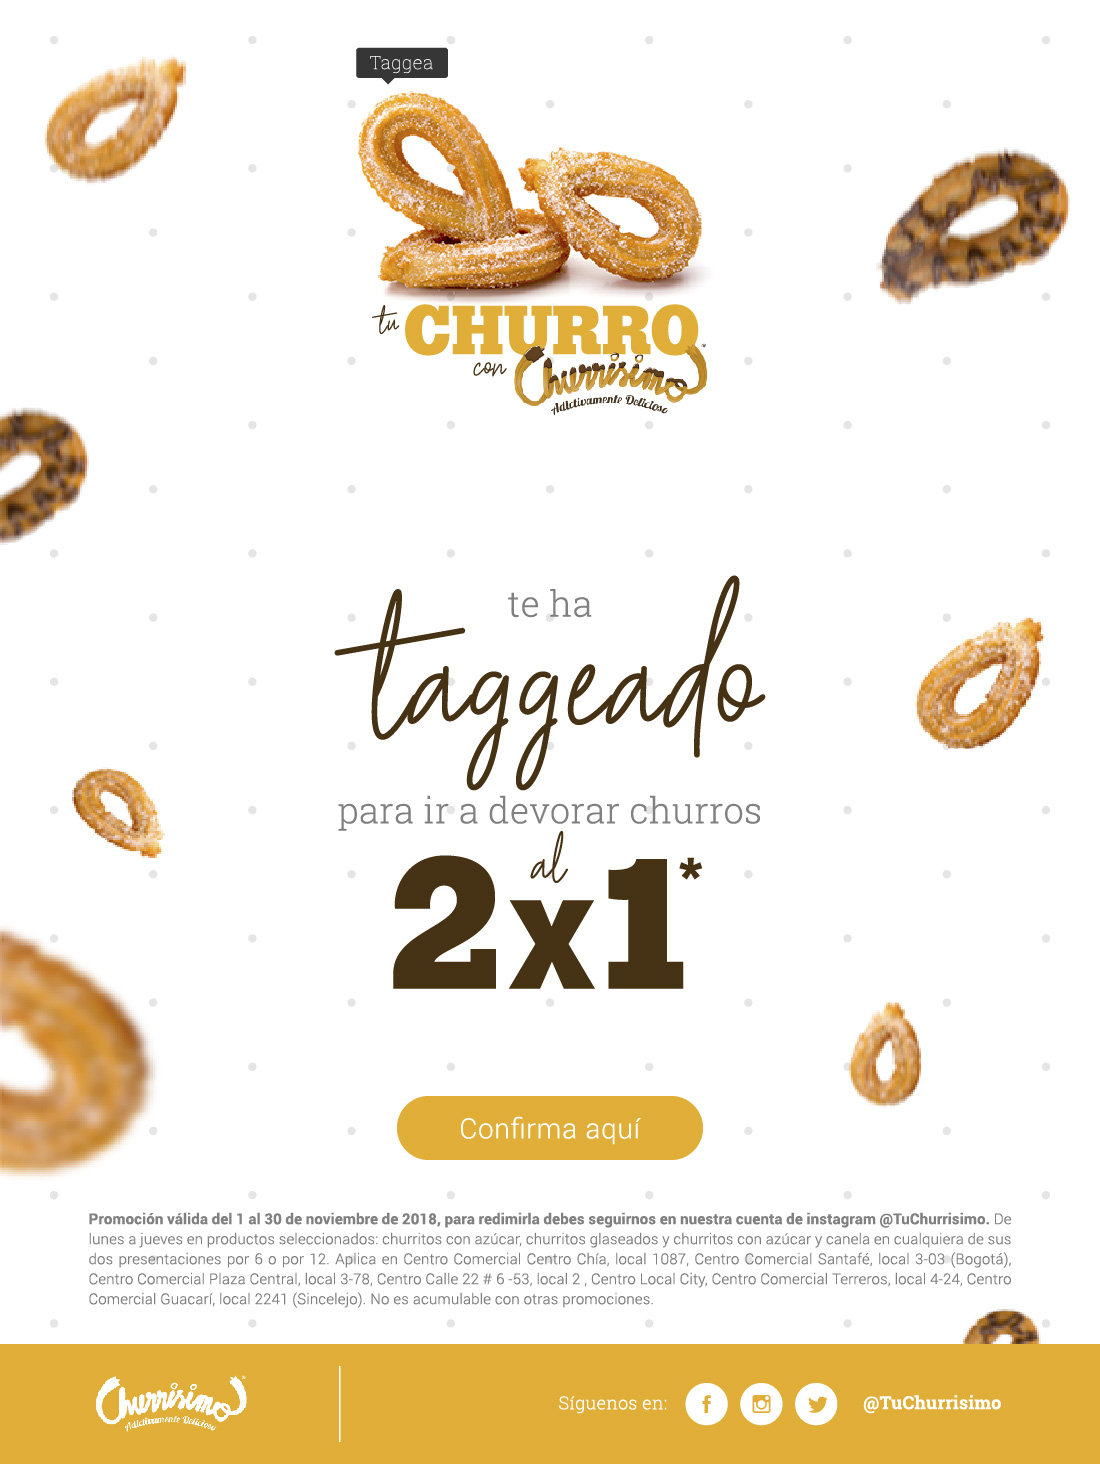 Taggea
tu CHURRO
con Churrísimo
Adictivamente Delicioso
te ha
taggeado
para ir a devorar churros
al
2x1*
Confirma aquí
Promoción válida del 1 al 30 de noviembre de 2018, para redimirla debes seguirnos en nuestra cuenta de instagram @TuChurrisimo. De
lunes a jueves en productos seleccionados: churritos con azúcar, churritos glaseados y churritos con azúcar y canela en cualquiera de sus
dos presentaciones por 6 o por 12. Aplica en Centro Comercial Centro Chía, local 1087, Centro Comercial Santafé, local 3-03 (Bogotá),
Centro Comercial Plaza Central, local 3-78, Centro Calle 22 # 6 -53, local 2 , Centro Local City, Centro Comercial Terreros, local 4-24, Centro
Comercial Guacarí, local 2241 (Sincelejo). No es acumulable con otras promociones.
Churrísimo
Adictivamente Delicioso
Síguenos en: @TuChurrisimo